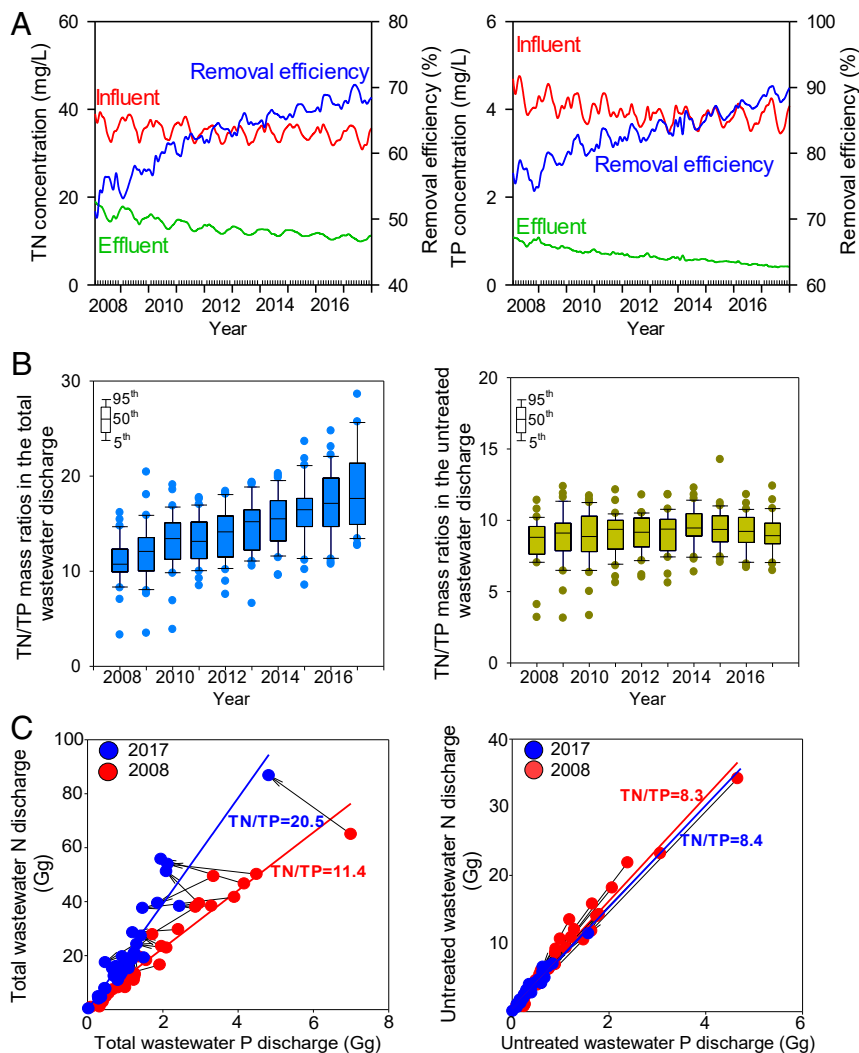 A
TN concentration (mg/L)
60
40
20
0
Influent
Removal efficiency
Effluent
80
70
60
50
40
Removal efficiency (%)
2008 2010 2012 2014 2016
Year
TP concentration (mg/L)
6
4
2
0
Influent
Removal efficiency
Effluent
100
90
80
70
60
Removal efficiency (%)
2008 2010 2012 2014 2016
Year
B
TN/TP mass ratios in the total
wastewater discharge
30
20
10
0
95th
50th
5th
2008 2010 2012 2014 2016
Year
TN/TP mass ratios in the untreated
wastewater discharge
20
15
10
5
0
95th
50th
5th
2008 2010 2012 2014 2016
Year
C
Total wastewater N discharge
(Gg)
100
80
60
40
20
2017
2008
TN/TP=20.5
TN/TP=11.4
0 2 4 6 8
Total wastewater P discharge (Gg)
Untreated wastewater N discharge
(Gg)
40
30
20
10
0
2017
2008
TN/TP=8.3
TN/TP=8.4
0 2 4 6
Untreated wastewater P discharge (Gg)